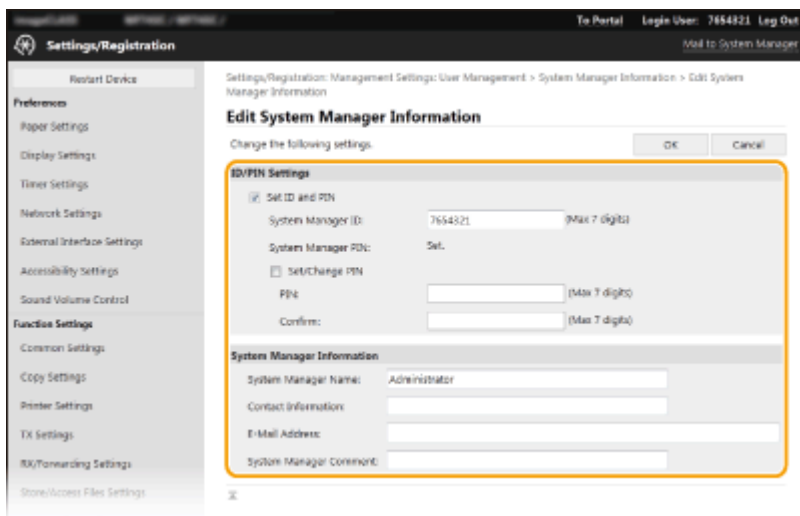 To Portal Login User: 7654321 Log Out
Settings/Registration
Mail to System Manager
Restart Device
Preferences
Paper Settings
Display Settings
Timer Settings
Network Settings
External Interface Settings
Accessibility Settings
Sound Volume Control
Function Settings
Common Settings
Copy Settings
Printer Settings
TX Settings
RX/Forwarding Settings
Store/Access Files Settings
Settings/Registration: Management Settings: User Management > System Manager Information > Edit System
Manager Information
Edit System Manager Information
Change the following settings.
OK
Cancel
ID/PIN Settings
Set ID and PIN
System Manager ID: 7654321 (Max 7 digits)
System Manager PIN: Set.
Set/Change PIN
PIN: (Max 7 digits)
Confirm: (Max 7 digits)
System Manager Information
System Manager Name: Administrator
Contact Information:
E-Mail Address:
System Manager Comment: